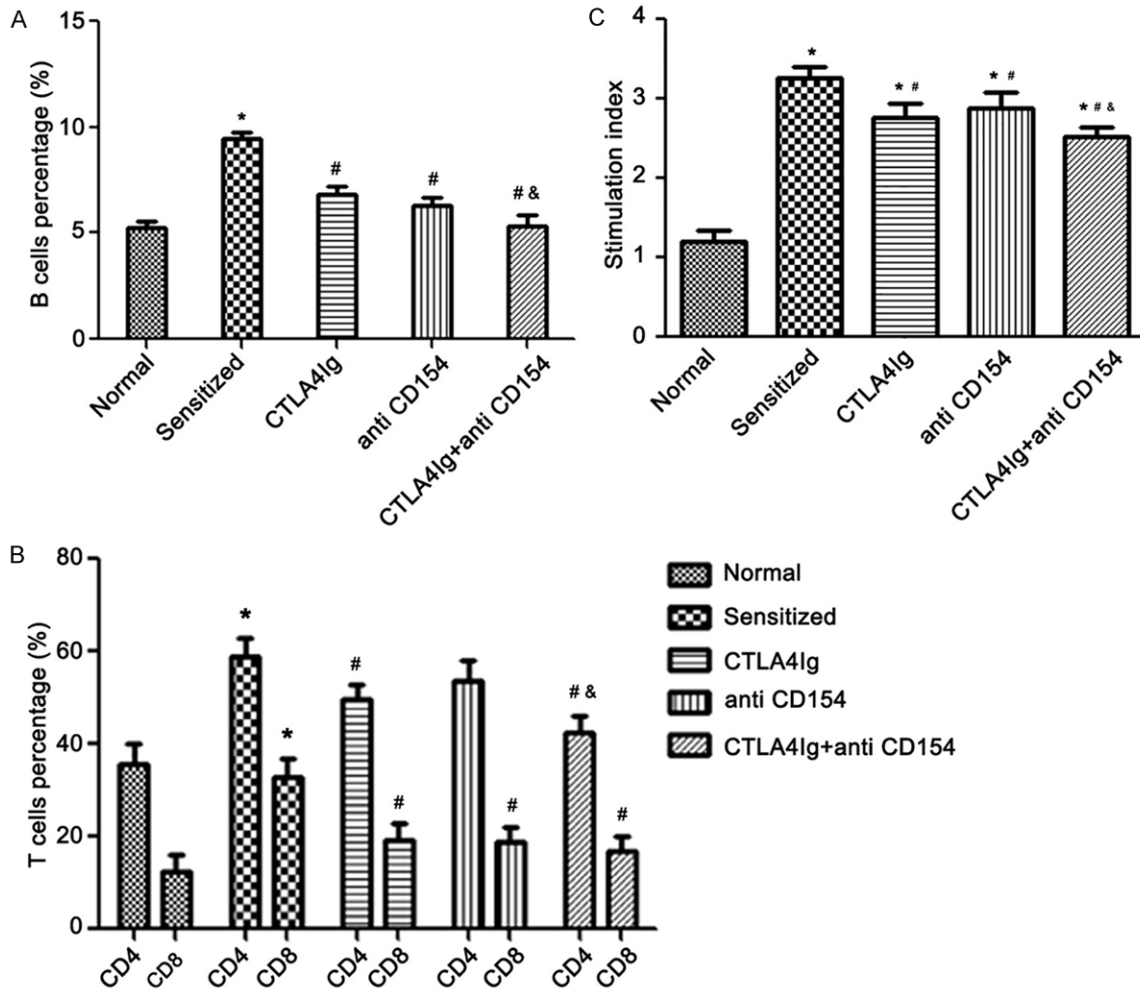 A
B cells percentage (%)
15
10
5
0
*
#
#
# &
Normal
Sensitized
CTLA4Ig
anti CD154
CTLA4Ig+anti CD154
C
Stimulation index
4
3
2
1
0
*
* #
* #
* # &
Normal
Sensitized
CTLA4Ig
anti CD154
CTLA4Ig+anti CD154
B
T cells percentage (%)
80
60
40
20
0
*
*
#
#
#
# &
#
CD4 CD8 CD4 CD8 CD4 CD8 CD4 CD8 CD4 CD8
Normal
Sensitized
CTLA4Ig
anti CD154
CTLA4Ig+anti CD154